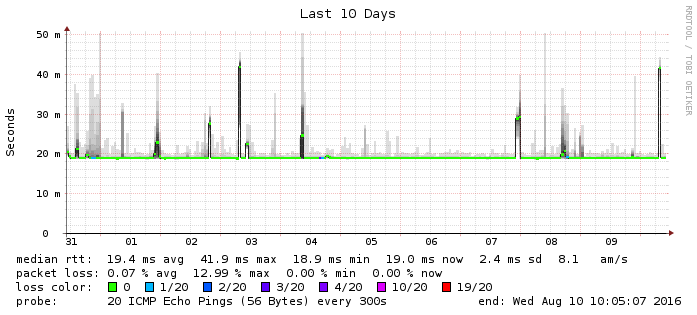 Last 10 Days
RRDTOOL / TOBI OETIKER
Seconds
50 m
40 m
30 m
20 m
10 m
0
31 01 02 03 04 05 06 07 08 09
median rtt: 19.4 ms avg 41.9 ms max 18.9 ms min 19.0 ms now 2.4 ms sd 8.1 am/s
packet loss: 0.07 % avg 12.99 % max 0.00 % min 0.00 % now
loss color: 0 1/20 2/20 3/20 4/20 10/20 19/20
probe: 20 ICMP Echo Pings (56 Bytes) every 300s end: Wed Aug 10 10:05:07 2016